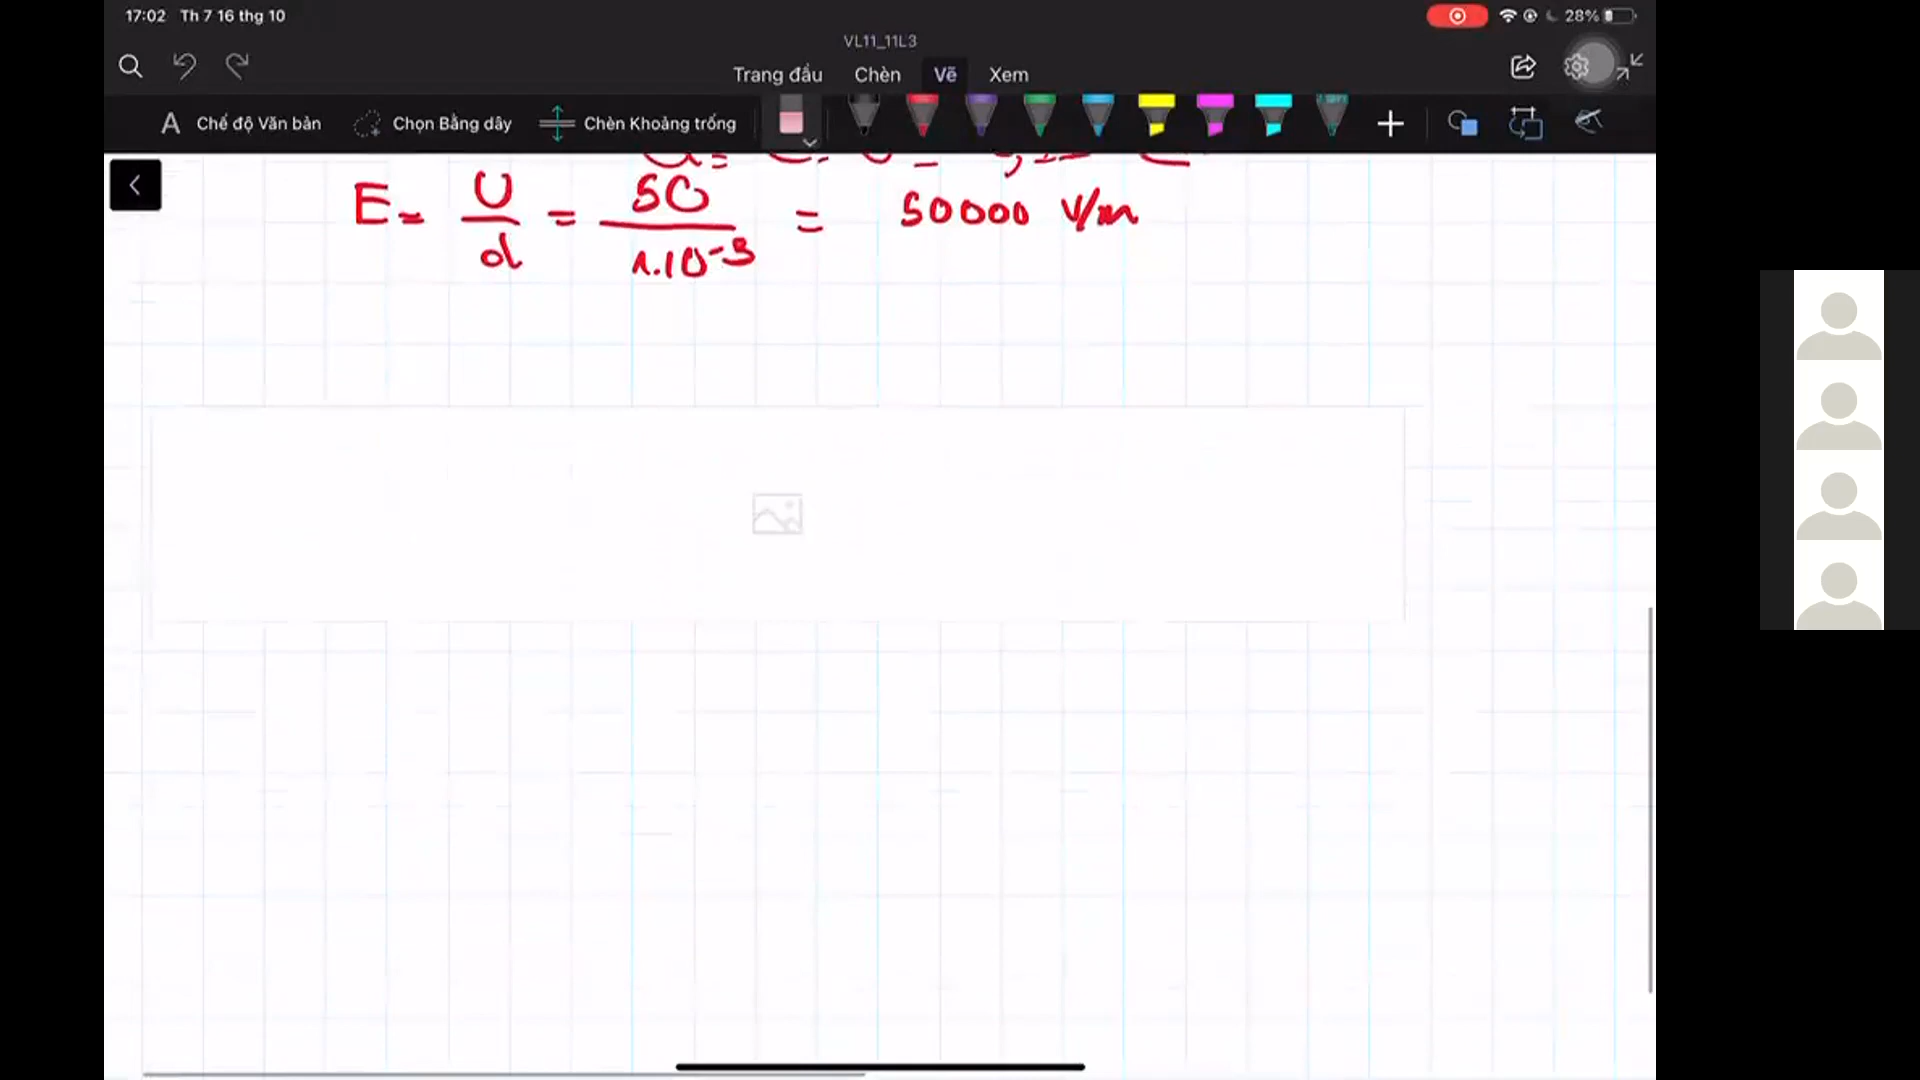 17:02 Th 7 16 thg 10
28%
VL11_11L3
Trang đầu Chèn Vẽ Xem
A Chế độ Văn bản Chọn Bằng dây Chèn Khoảng trống
E = U/d = 50/1.10⁻³ = 50000 V/m